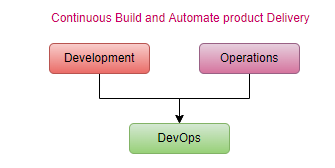 Continuous Build and Automate product Delivery
Development
Operations
DevOps